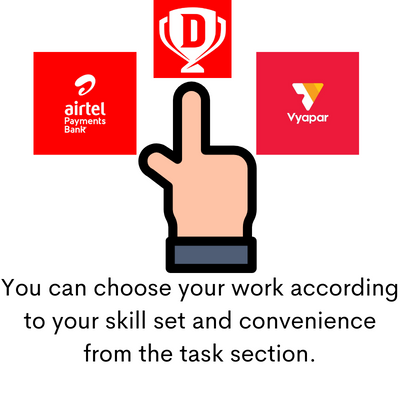 D
airtel
Payments
Bank
Vyapar
You can choose your work according
to your skill set and convenience
from the task section.